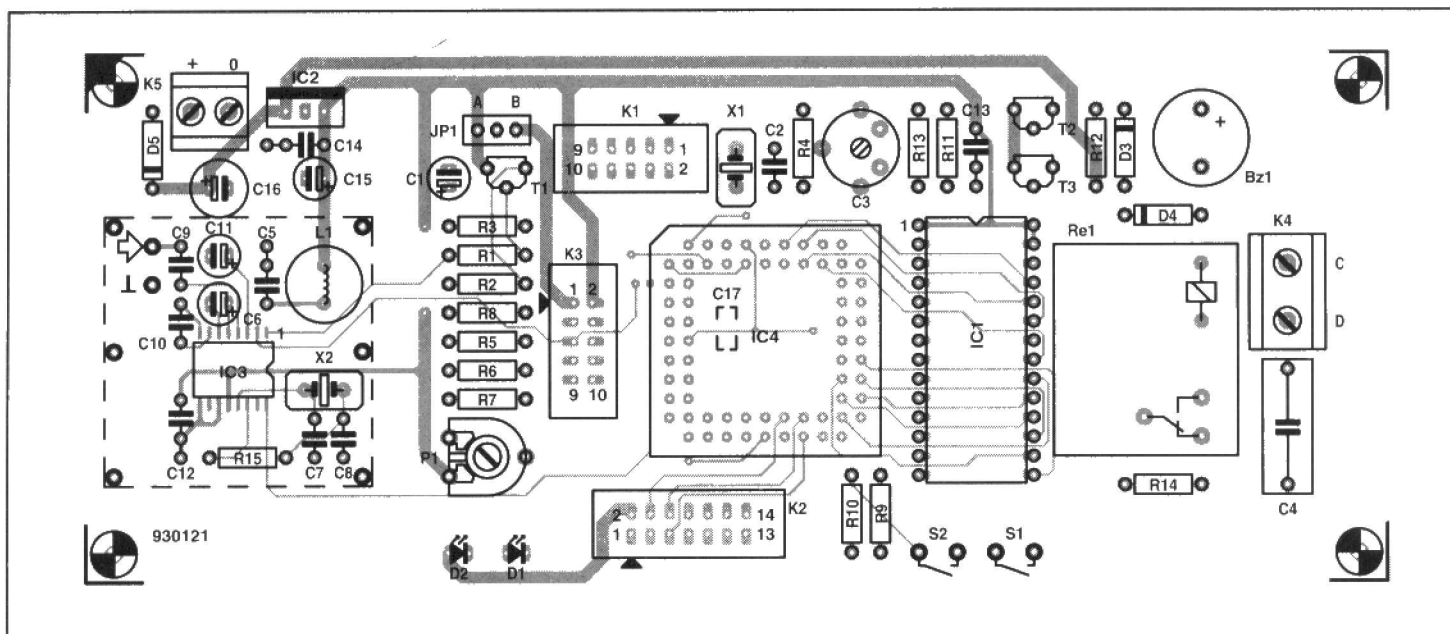 K5
+ 0
IC2
D5
C14
C15
C16
A B
JP1
C1
T1
K1
9 1
10 2
X1
C2
R4
C3
R13
R11
C13
T2
T3
R12
D3
+
Bz1
D4
K4
C
D
Re1
C9
C11
C5
L1
C6
C10
1
IC3
X2
C12
R15
C7
C8
R3
R1
R2
R8
R5
R6
R7
P1
K3
1 2
9 10
C17
IC4
1
IC1
R14
C4
K2
2 14
1 13
R10
R9
S2
S1
D2
D1
930121